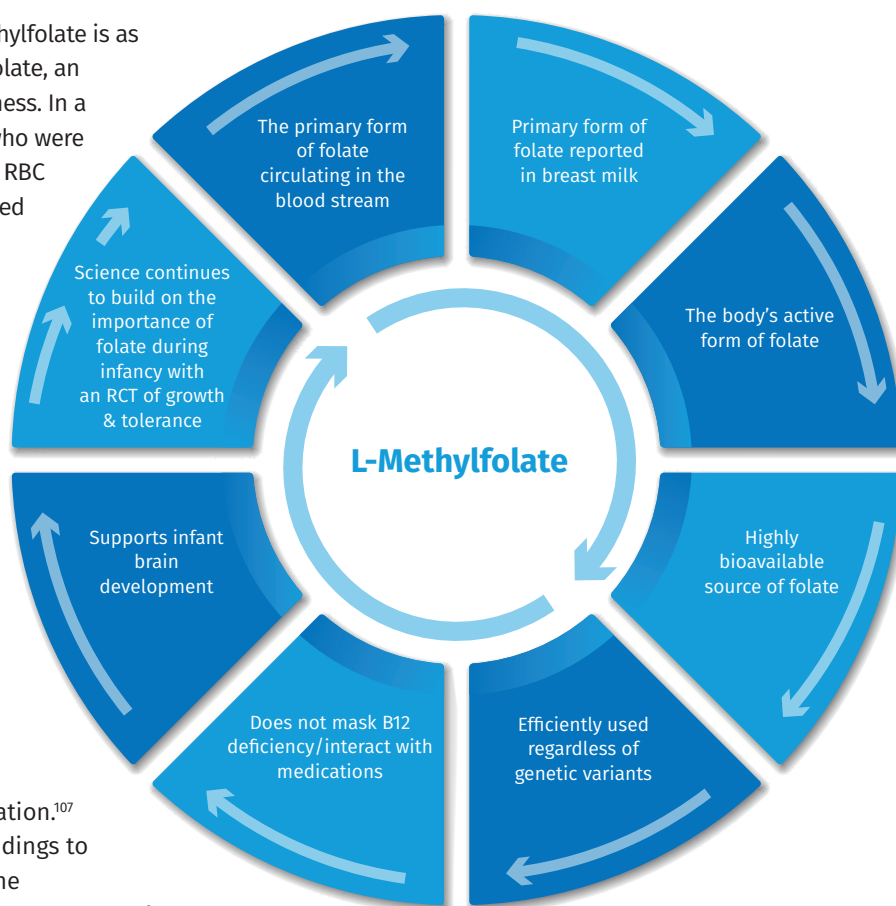 hylfolate is as
olate, an
ness. In a
who were
RBC
ed
The primary form
of folate
circulating in the
blood stream
Primary form of
folate reported
in breast milk
The body's active
form of folate
Highly
bioavailable
source of folate
Efficiently used
regardless of
genetic variants
Does not mask B12
deficiency/interact with
medications
Supports infant
brain
development
Science continues
to build on the
importance of
folate during
infancy with
an RCT of growth
& tolerance
L-Methylfolate
ation.¹⁰⁷
dings to
ne